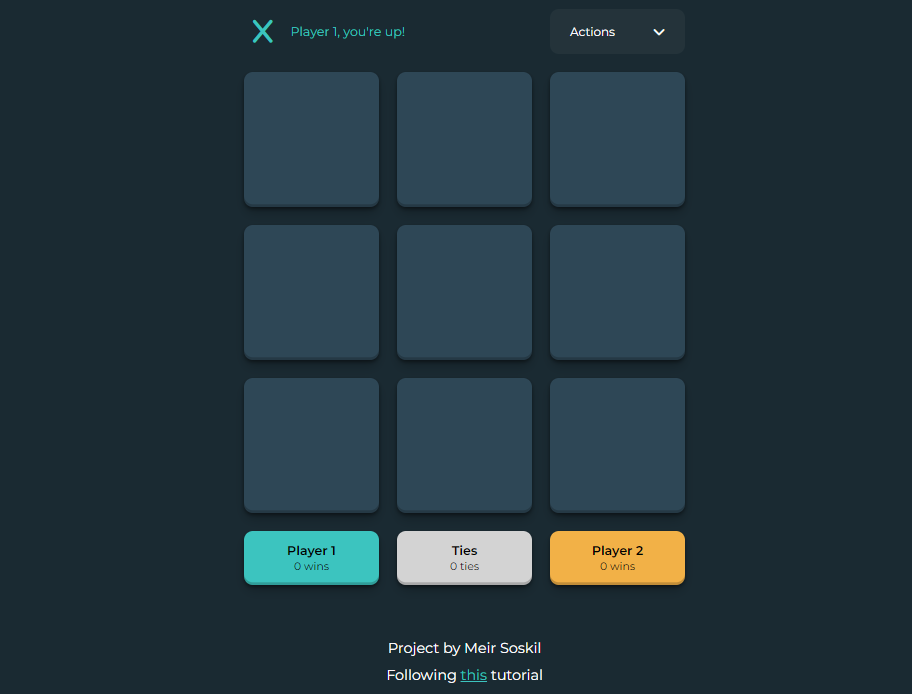 Player 1, you're up!
Actions
Player 1
0 wins
Ties
0 ties
Player 2
0 wins
Project by Meir Soskil
Following this tutorial